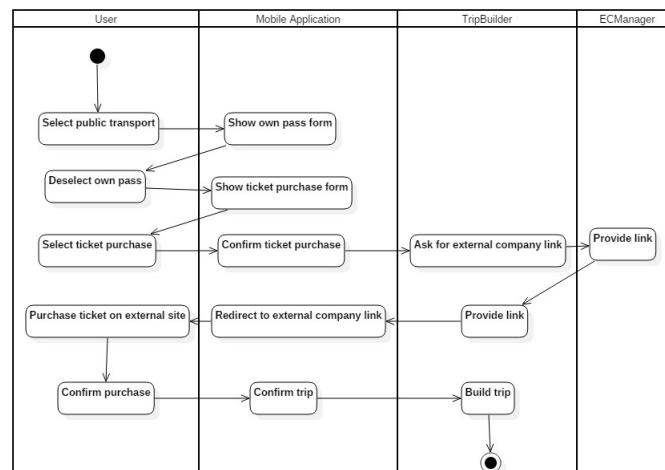 User
Mobile Application
TripBuilder
ECManager
Select public transport
Show own pass form
Deselect own pass
Show ticket purchase form
Select ticket purchase
Confirm ticket purchase
Ask for external company link
Provide link
Purchase ticket on external site
Redirect to external company link
Provide link
Confirm purchase
Confirm trip
Build trip